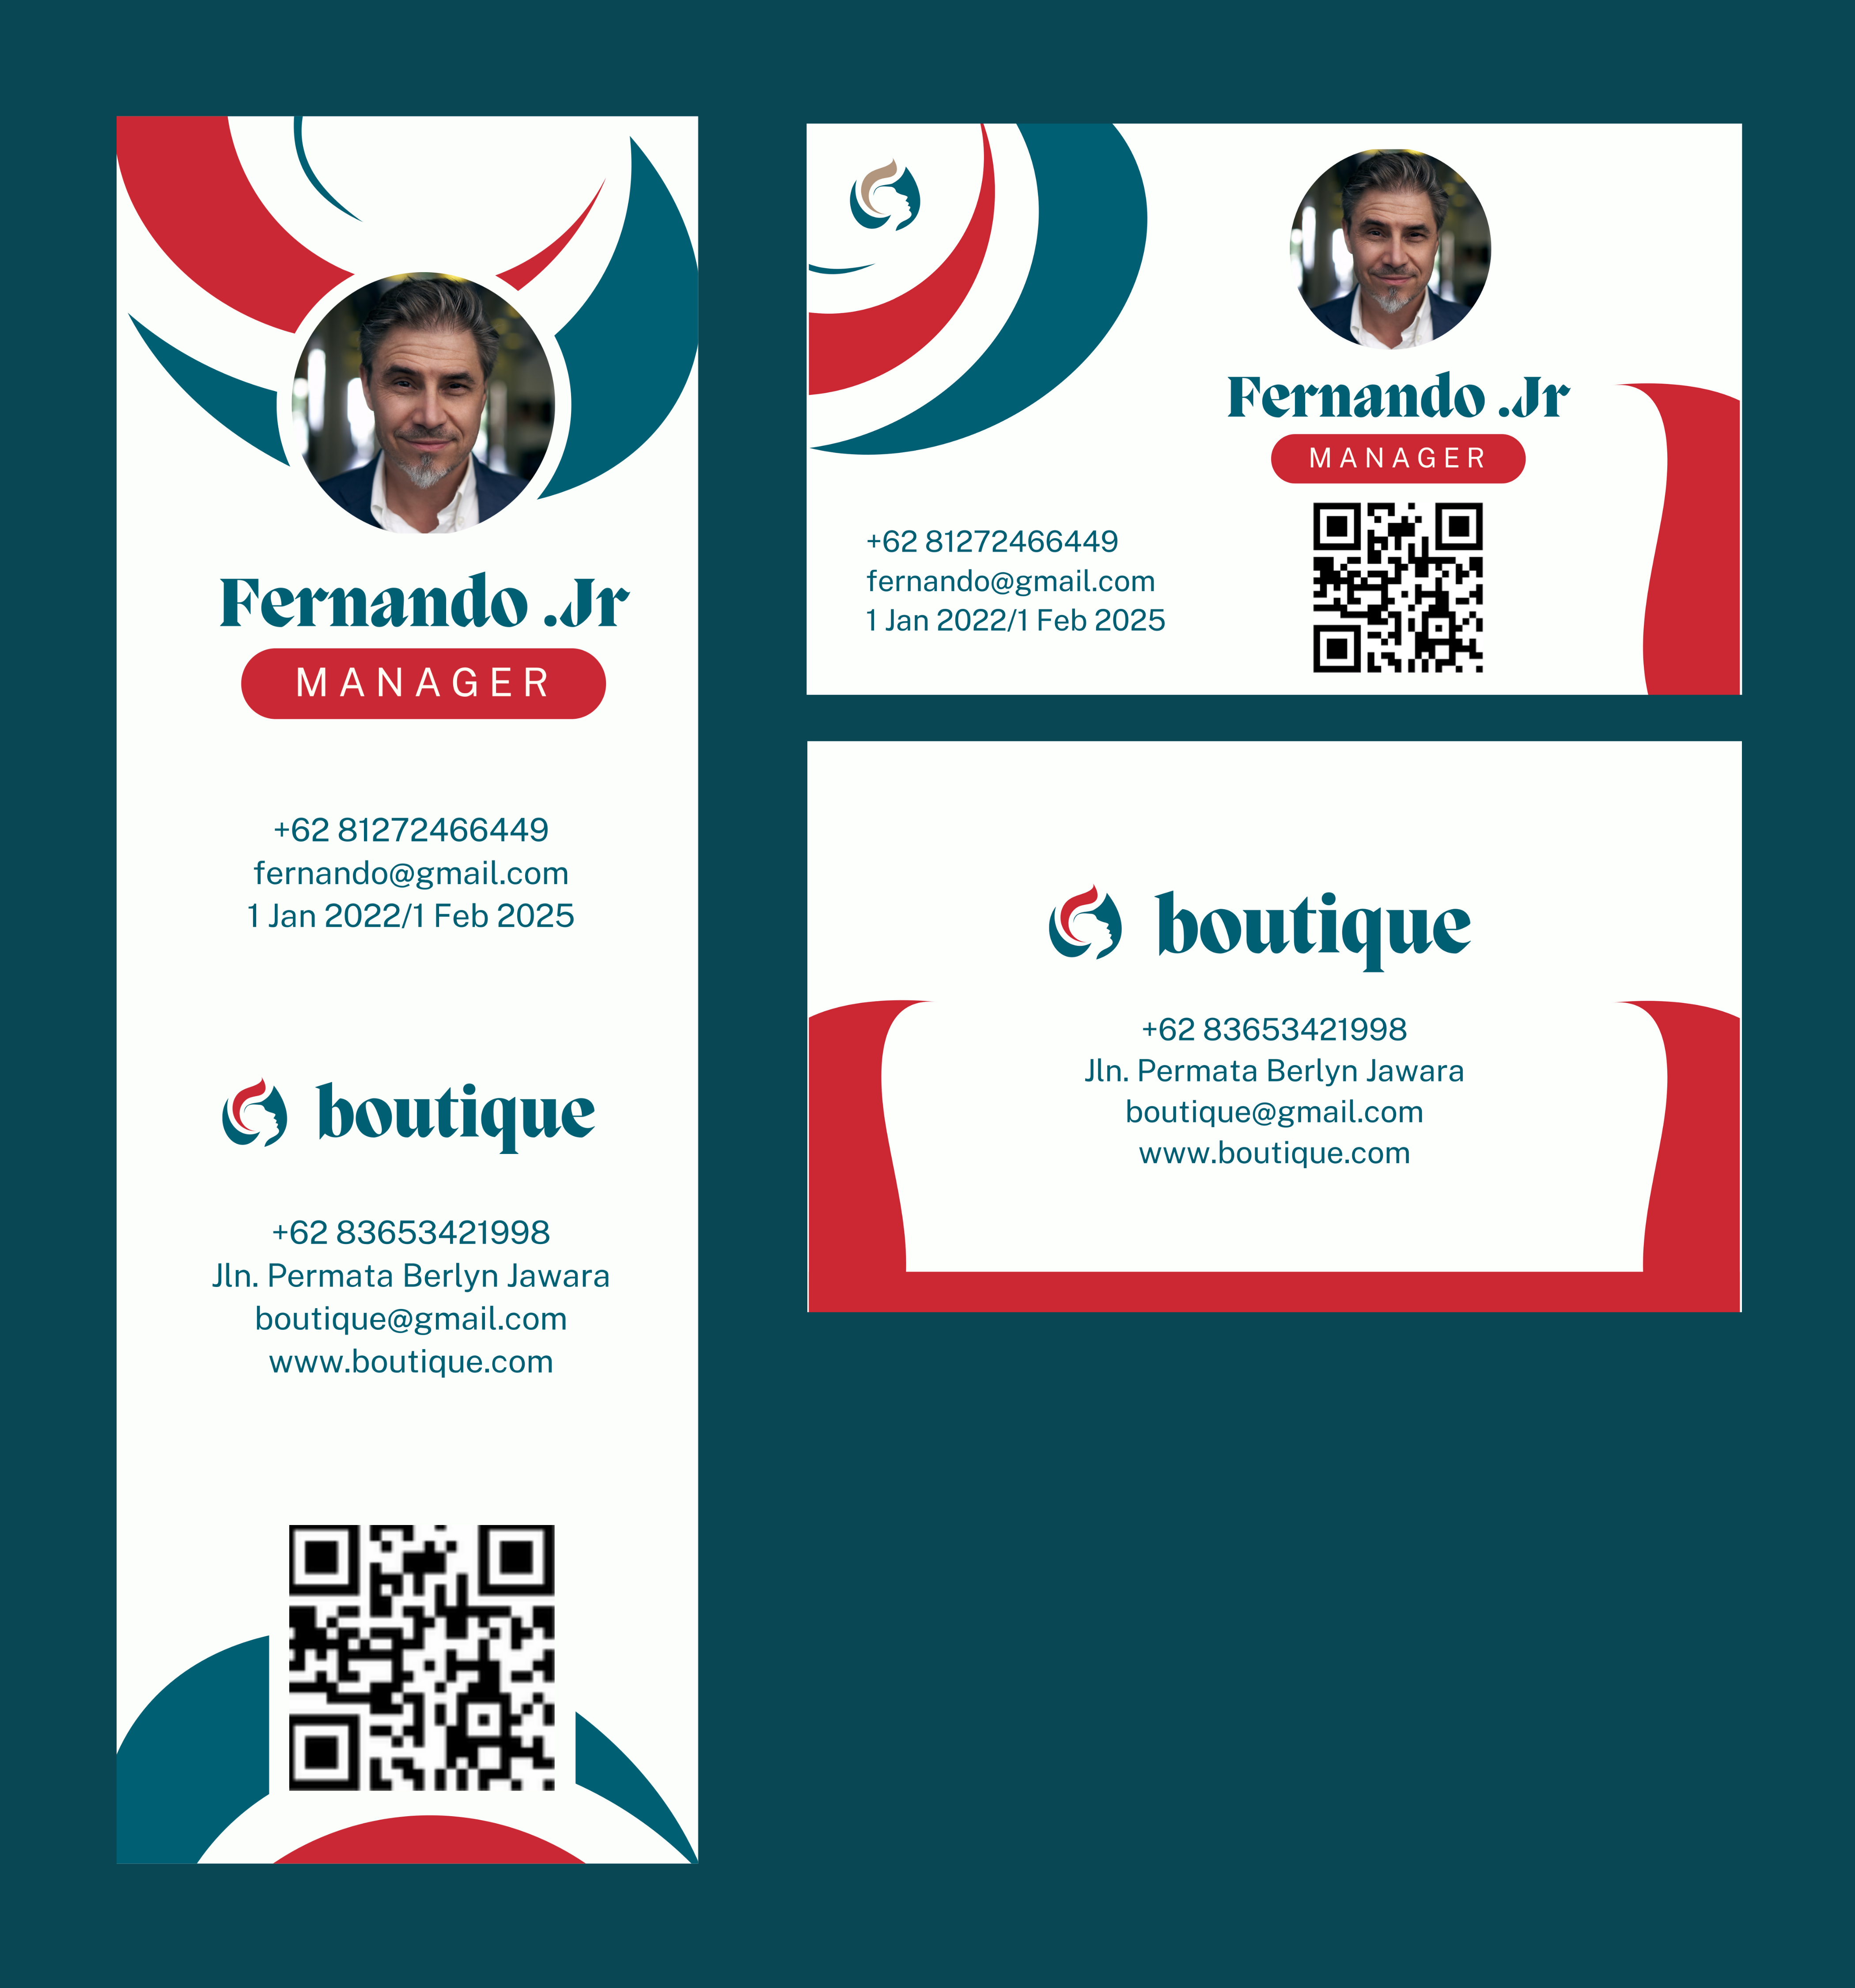 Fernando .Jr
MANAGER
+62 81272466449
fernando@gmail.com
1 Jan 2022/1 Feb 2025
boutique
+62 83653421998
Jln. Permata Berlyn Jawara
boutique@gmail.com
www.boutique.com
Fernando .Jr
MANAGER
+62 81272466449
fernando@gmail.com
1 Jan 2022/1 Feb 2025
boutique
+62 83653421998
Jln. Permata Berlyn Jawara
boutique@gmail.com
www.boutique.com